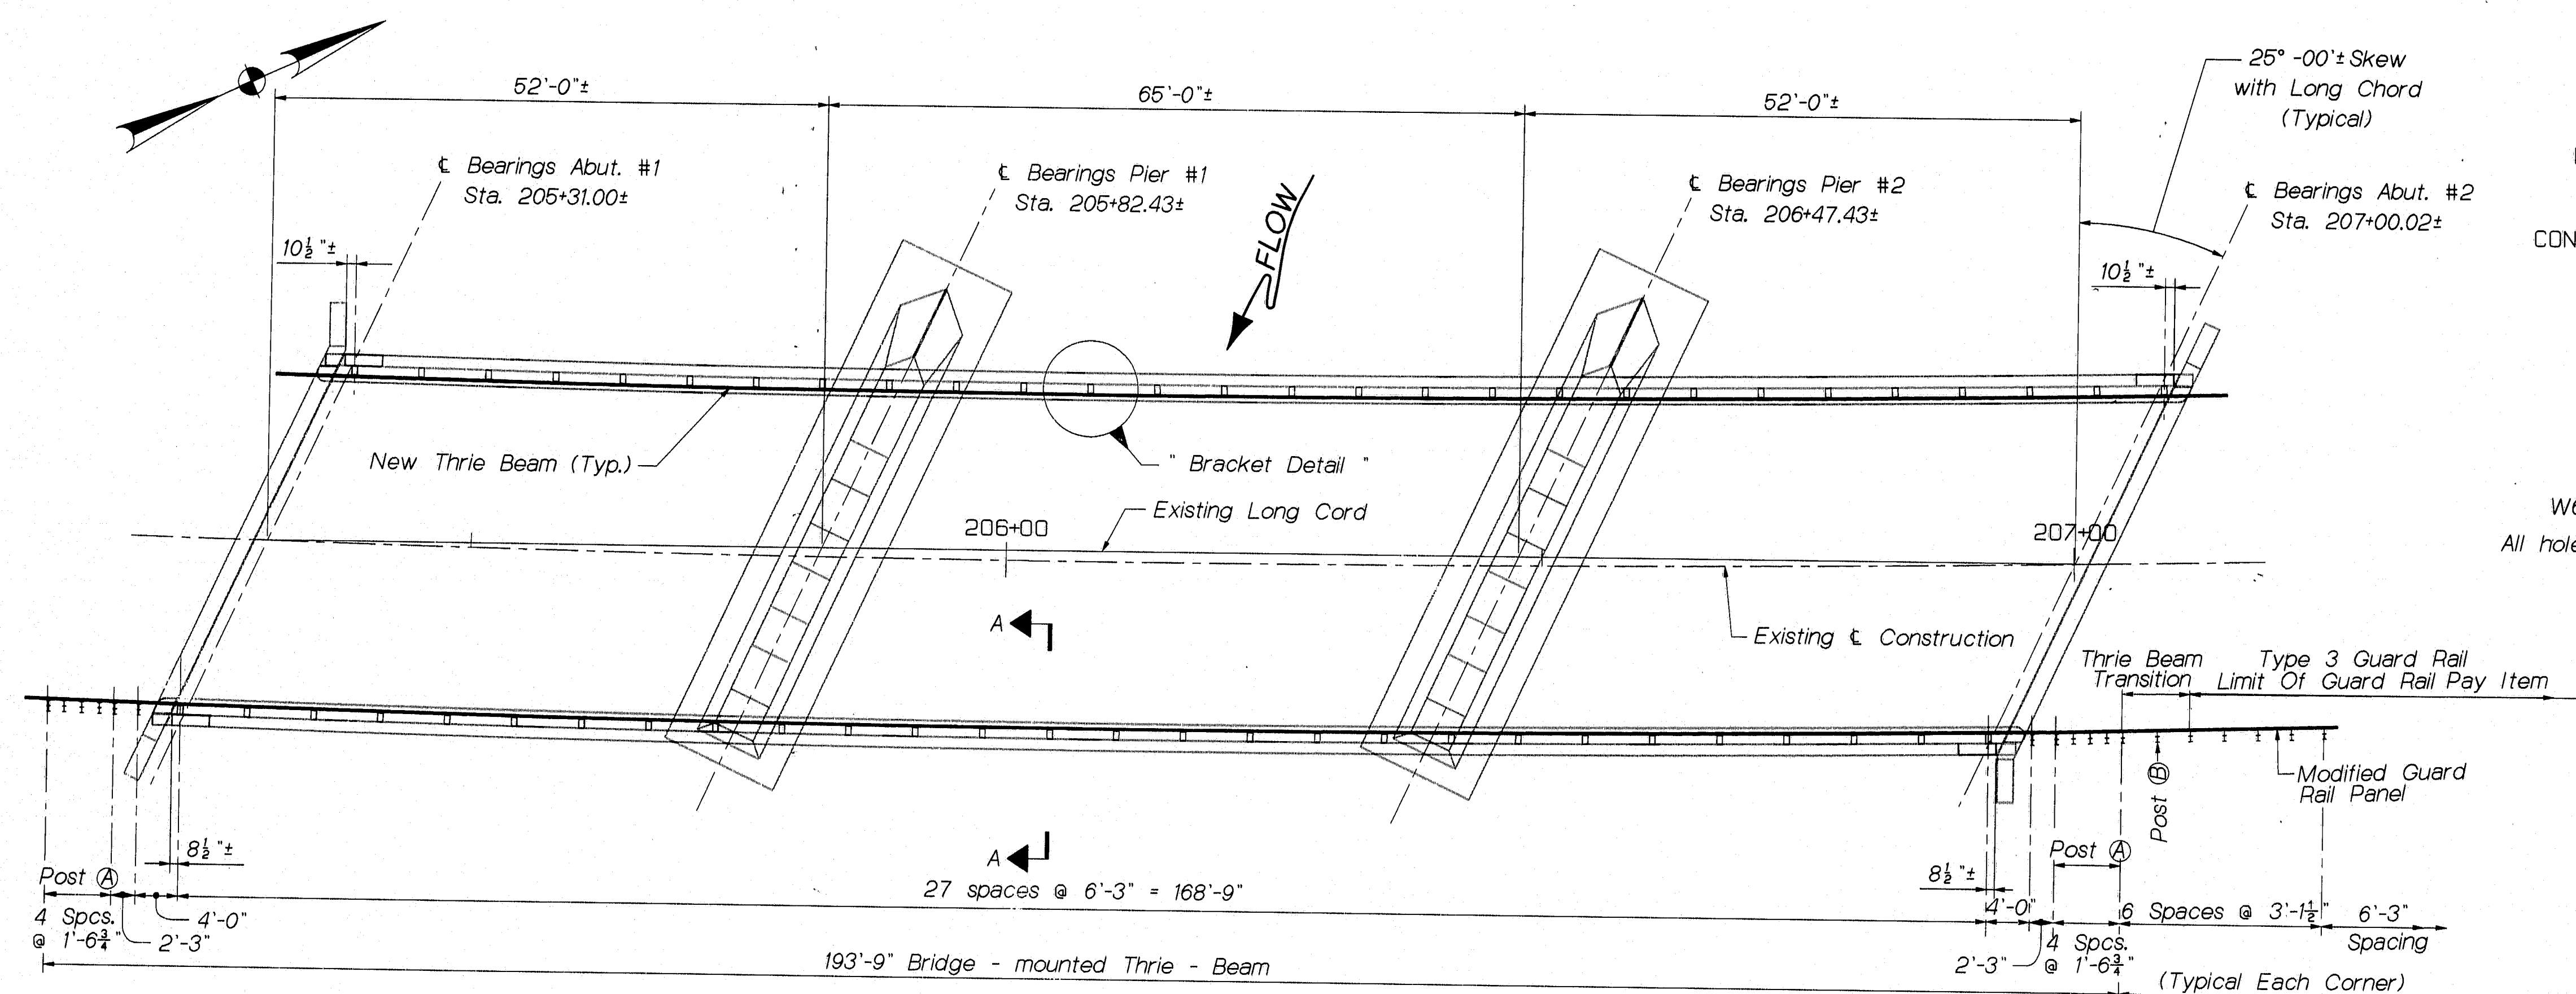 52'-0"±
65'-0"±
52'-0"±
25° -00'± Skew
with Long Chord
(Typical)
℄ Bearings Abut. #1
Sta. 205+31.00±
℄ Bearings Pier #1
Sta. 205+82.43±
℄ Bearings Pier #2
Sta. 206+47.43±
℄ Bearings Abut. #2
Sta. 207+00.02±
FLOW
CON
10½"±
10½"±
New Thrie Beam (Typ.)
" Bracket Detail "
Existing Long Cord
206+00
207+00
All hole
A
Existing ℄ Construction
Thrie Beam
Transition
Type 3 Guard Rail
Limit Of Guard Rail Pay Item
Modified Guard
Rail Panel
Post Ⓑ
A
8½"±
8½"±
Post Ⓐ
Post Ⓐ
27 spaces @ 6'-3" = 168'-9"
4 Spcs.
@ 1'-6¾"
2'-3"
4'-0"
4'-0"
2'-3"
4 Spcs.
@ 1'-6¾"
6 Spaces @ 3'-1½"
6'-3"
Spacing
193'-9" Bridge - mounted Thrie - Beam
(Typical Each Corner)